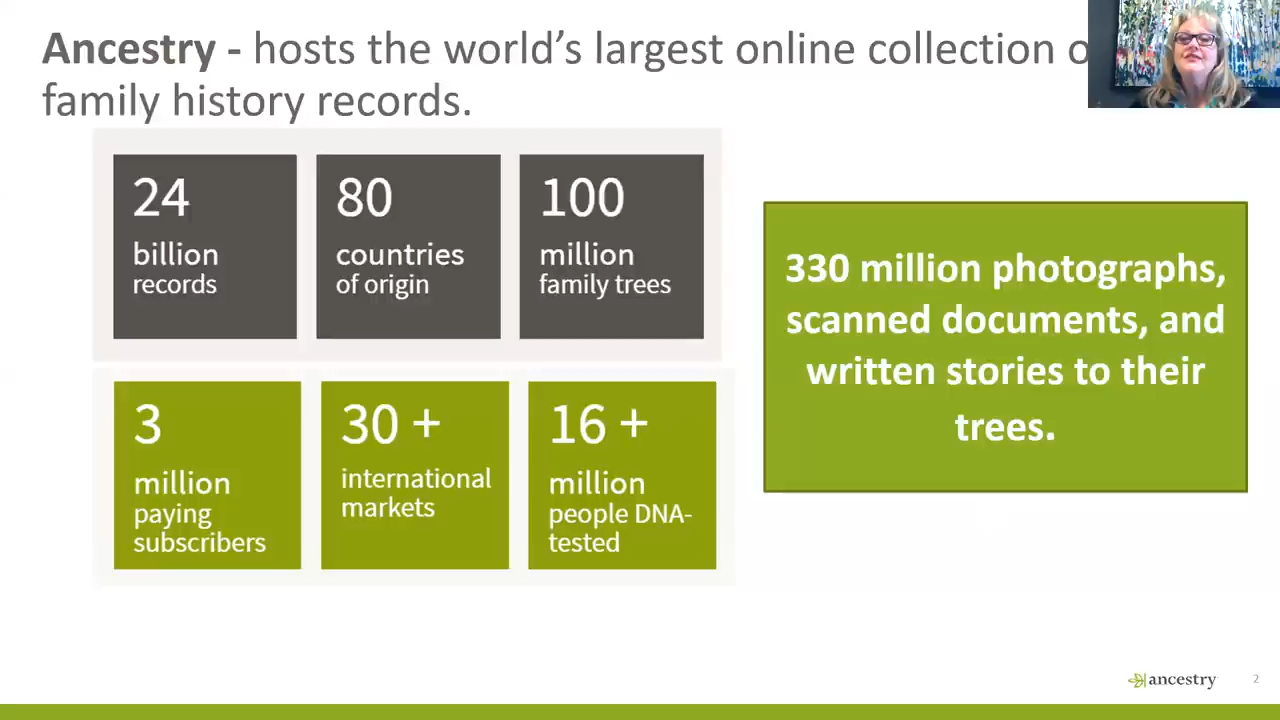 Ancestry - hosts the world’s largest online collection o
family history records.
24
billion
records
80
countries
of origin
100
million
family trees
3
million
paying
subscribers
30 +
international
markets
16 +
million
people DNA-
tested
330 million photographs,
scanned documents, and
written stories to their
trees.
ancestry
2